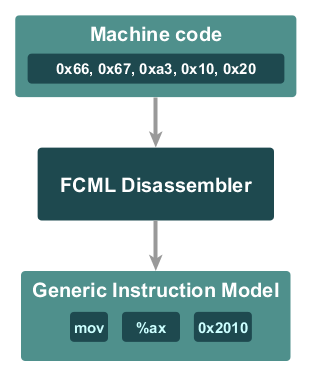 Machine code
0x66, 0x67, 0xa3, 0x10, 0x20
FCML Disassembler
Generic Instruction Model
mov %ax 0x2010